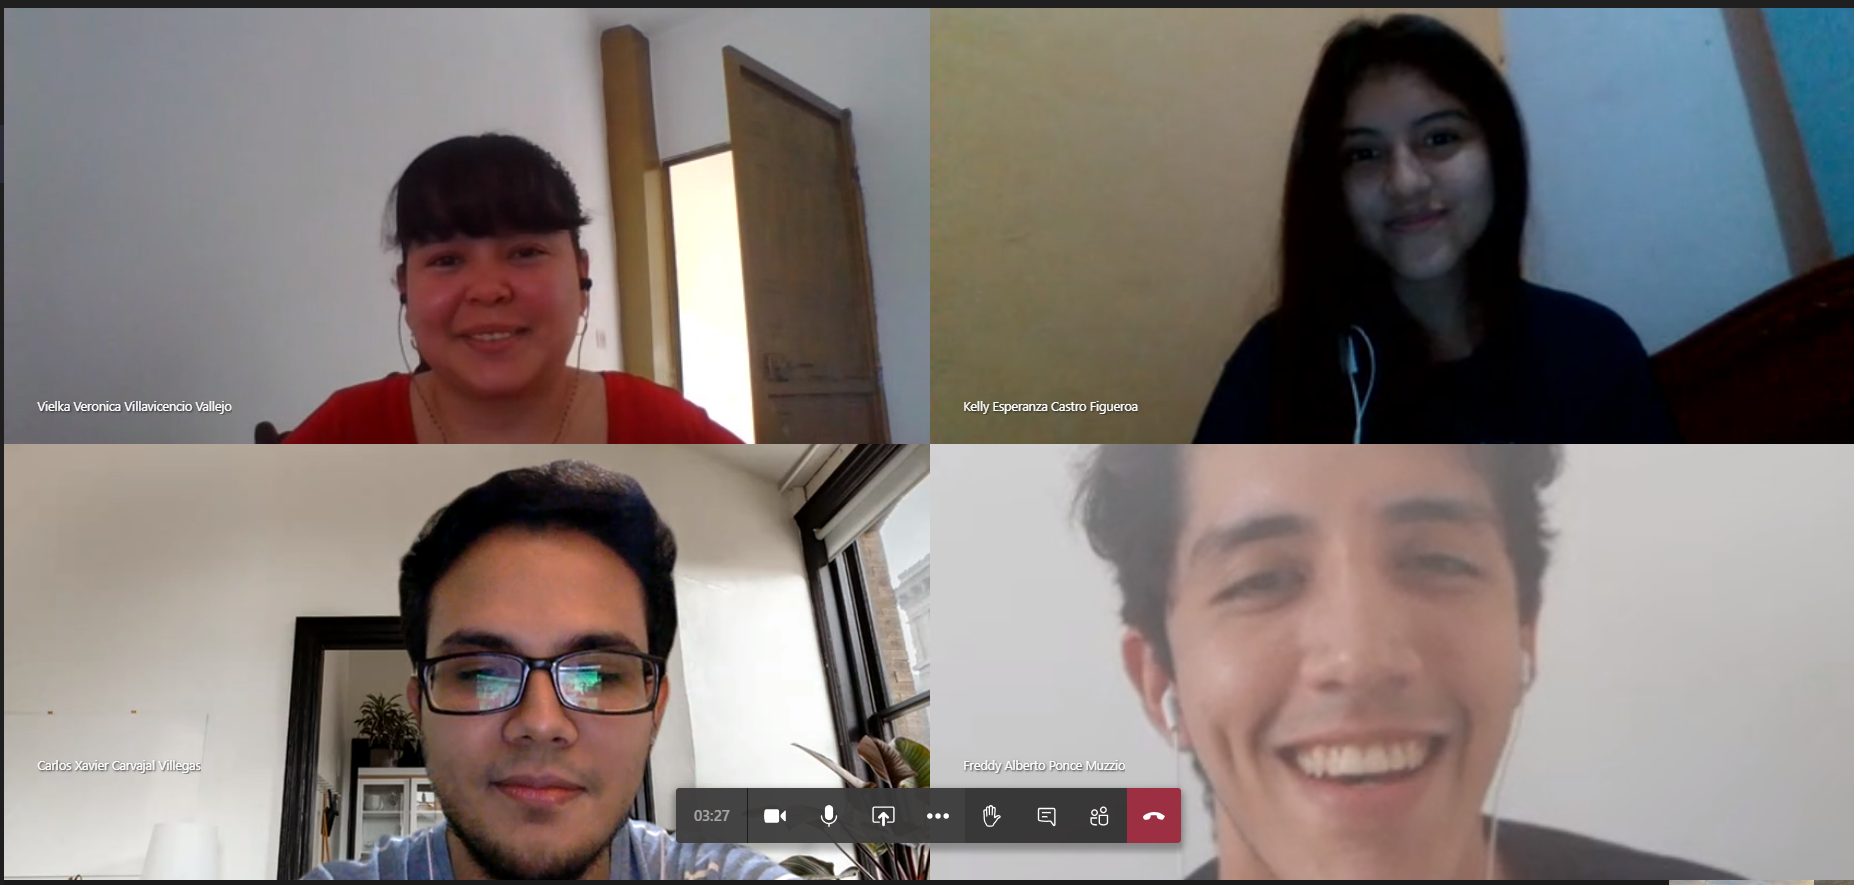 Vielka Veronica Villavicencio Vallejo
Kelly Esperanza Castro Figueroa
Carlos Xavier Carvajal Villegas
Freddy Alberto Ponce Muzzio
03:27